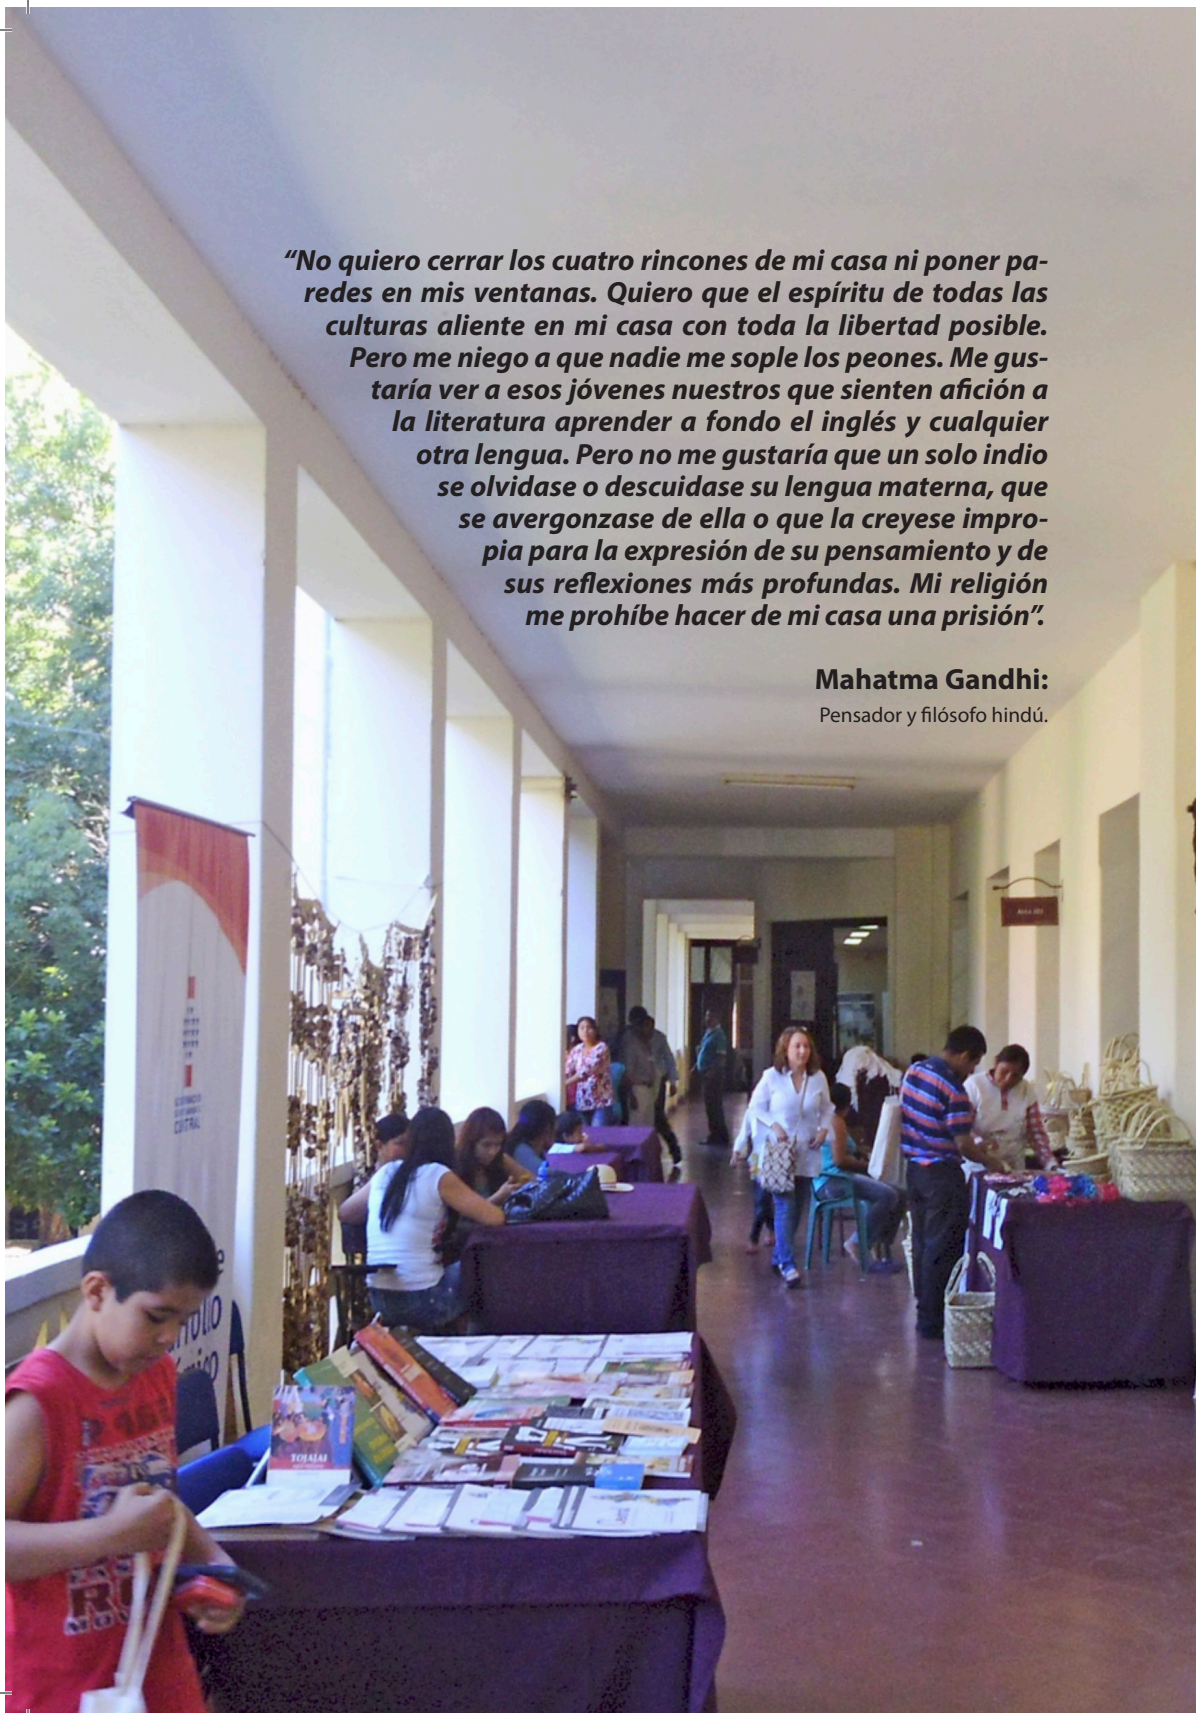 “No quiero cerrar los cuatro rincones de mi casa ni poner pa-
redes en mis ventanas. Quiero que el espíritu de todas las
culturas aliente en mi casa con toda la libertad posible.
Pero me niego a que nadie me sople los peones. Me gus-
taría ver a esos jóvenes nuestros que sienten afición a
la literatura aprender a fondo el inglés y cualquier
otra lengua. Pero no me gustaría que un solo indio
se olvidase o descuidase su lengua materna, que
se avergonzase de ella o que la creyese impro-
pia para la expresión de su pensamiento y de
sus reflexiones más profundas. Mi religión
me prohíbe hacer de mi casa una prisión”.
Mahatma Gandhi:
Pensador y filósofo hindú.
CENTRAL
TOJAJAI